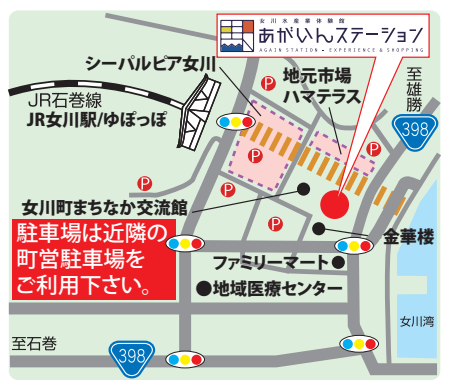 女川水産業体験館
あがいんステーション
AGAIN STATION - EXPERIENCE & SHOPPING
シーパルピア女川
地元市場
ハマテラス
至雄勝
398
JR石巻線
JR女川駅/ゆぽっぽ
P
P
P
P
P
P
女川町まちなか交流館
駐車場は近隣の
町営駐車場を
ご利用下さい。
金華楼
ファミリーマート
地域医療センター
女川湾
至石巻
398